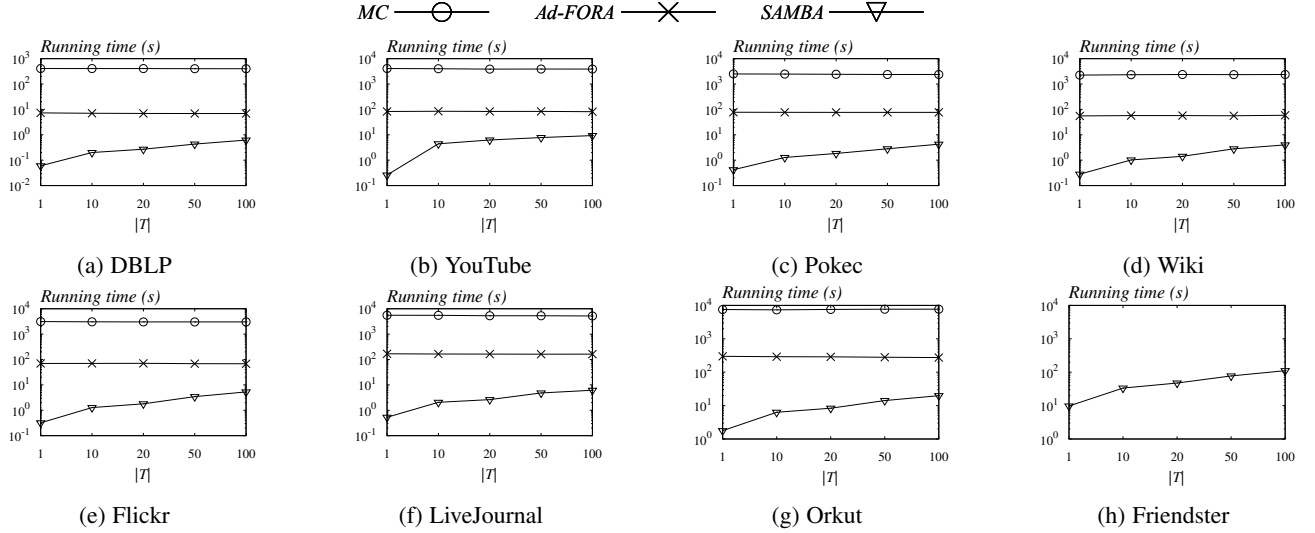 MC Ad-FORA SAMBA
Running time (s) Running time (s) Running time (s) Running time (s)
10^3 10^4 10^4 10^4
10^2 10^3 10^3 10^3
10^1 10^2 10^2 10^2
10^0 10^1 10^1 10^1
10^-1 10^0 10^0 10^0
10^-2 10^-1 10^-1 10^-1
1 10 20 50 100 1 10 20 50 100 1 10 20 50 100 1 10 20 50 100
|T| |T| |T| |T|
(a) DBLP (b) YouTube (c) Pokec (d) Wiki
Running time (s) Running time (s) Running time (s) Running time (s)
10^4 10^4 10^4 10^4
10^3 10^3 10^3 10^3
10^2 10^2 10^2 10^2
10^1 10^1 10^1 10^1
10^0 10^0 10^0 10^0
10^-1 10^-1
1 10 20 50 100 1 10 20 50 100 1 10 20 50 100 1 10 20 50 100
|T| |T| |T| |T|
(e) Flickr (f) LiveJournal (g) Orkut (h) Friendster